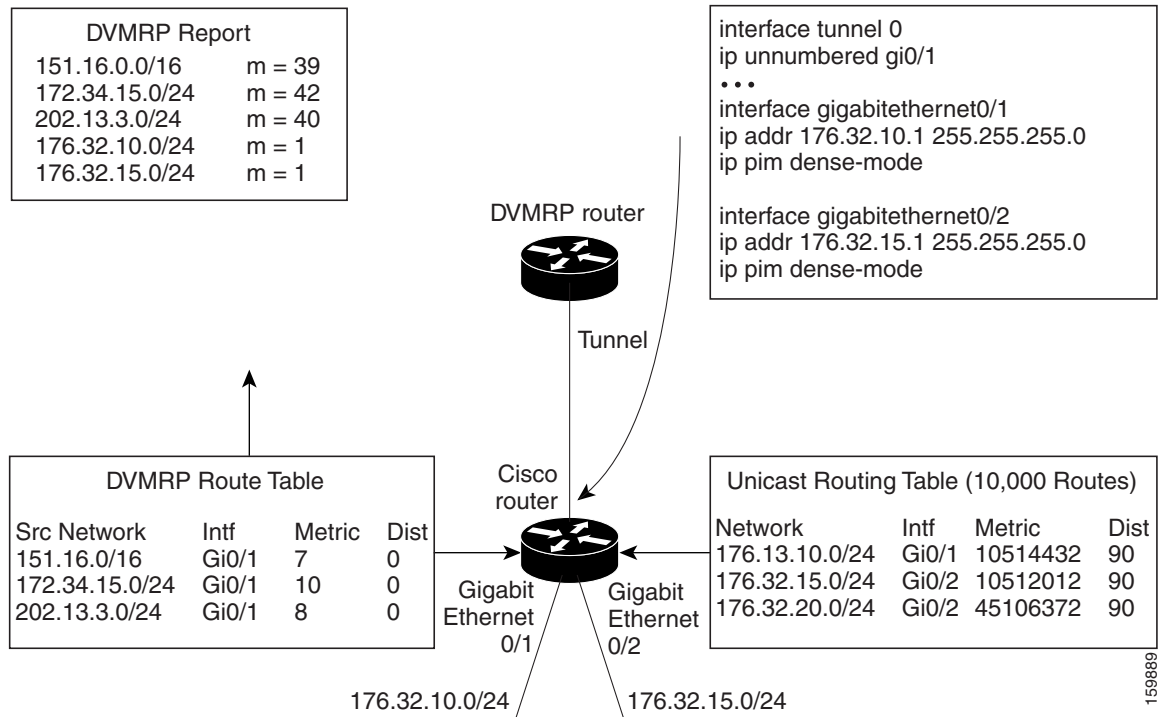 DVMRP Report
151.16.0.0/16 m = 39
172.34.15.0/24 m = 42
202.13.3.0/24 m = 40
176.32.10.0/24 m = 1
176.32.15.0/24 m = 1
interface tunnel 0
ip unnumbered gi0/1
• • •
interface gigabitethernet0/1
ip addr 176.32.10.1 255.255.255.0
ip pim dense-mode
interface gigabitethernet0/2
ip addr 176.32.15.1 255.255.255.0
ip pim dense-mode
DVMRP router
Tunnel
Cisco
router
DVMRP Route Table
Src Network Intf Metric Dist
151.16.0/16 Gi0/1 7 0
172.34.15.0/24 Gi0/1 10 0
202.13.3.0/24 Gi0/1 8 0
Gigabit
Ethernet
0/1
Gigabit
Ethernet
0/2
Unicast Routing Table (10,000 Routes)
Network Intf Metric Dist
176.13.10.0/24 Gi0/1 10514432 90
176.32.15.0/24 Gi0/2 10512012 90
176.32.20.0/24 Gi0/2 45106372 90
176.32.10.0/24
176.32.15.0/24
159889